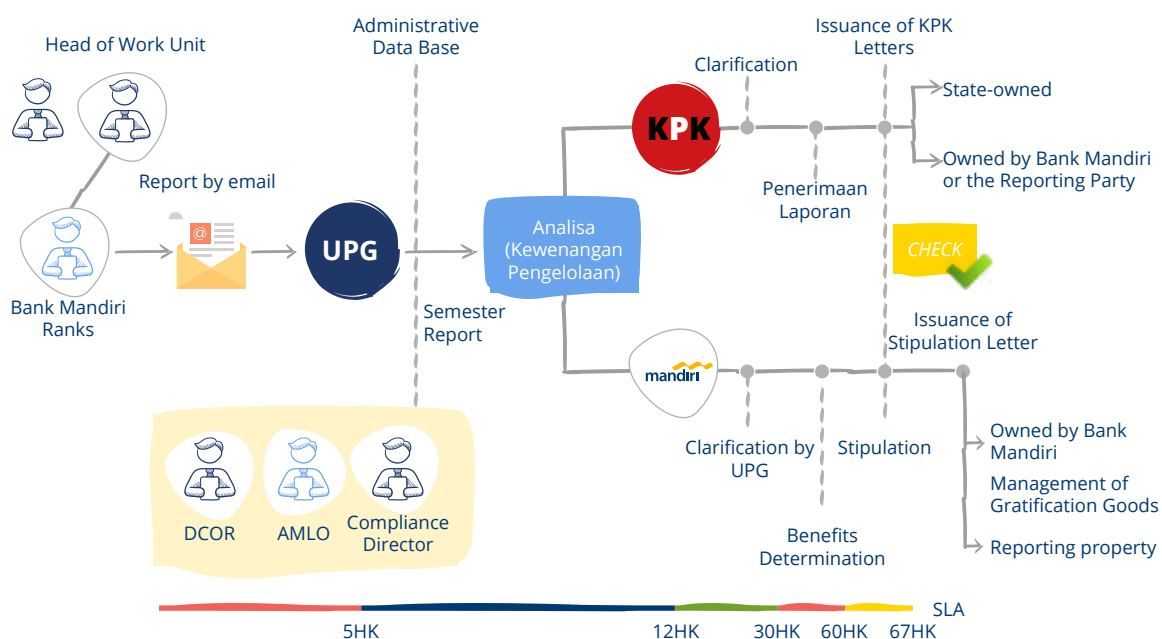 Head of Work Unit
Administrative
Data Base
Issuance of KPK
Letters
Clarification
KPK
State-owned
Owned by Bank Mandiri
or the Reporting Party
Penerimaan
Laporan
Report by email
@
UPG
Analisa
(Kewenangan
Pengelolaan)
CHECK
Bank Mandiri
Ranks
Semester
Report
Issuance of
Stipulation Letter
mandiri
Clarification by
UPG
Stipulation
Owned by Bank
Mandiri
Management of
Gratification Goods
Benefits
Determination
Reporting property
DCOR
AMLO
Compliance
Director
SLA
5HK
12HK
30HK
60HK
67HK